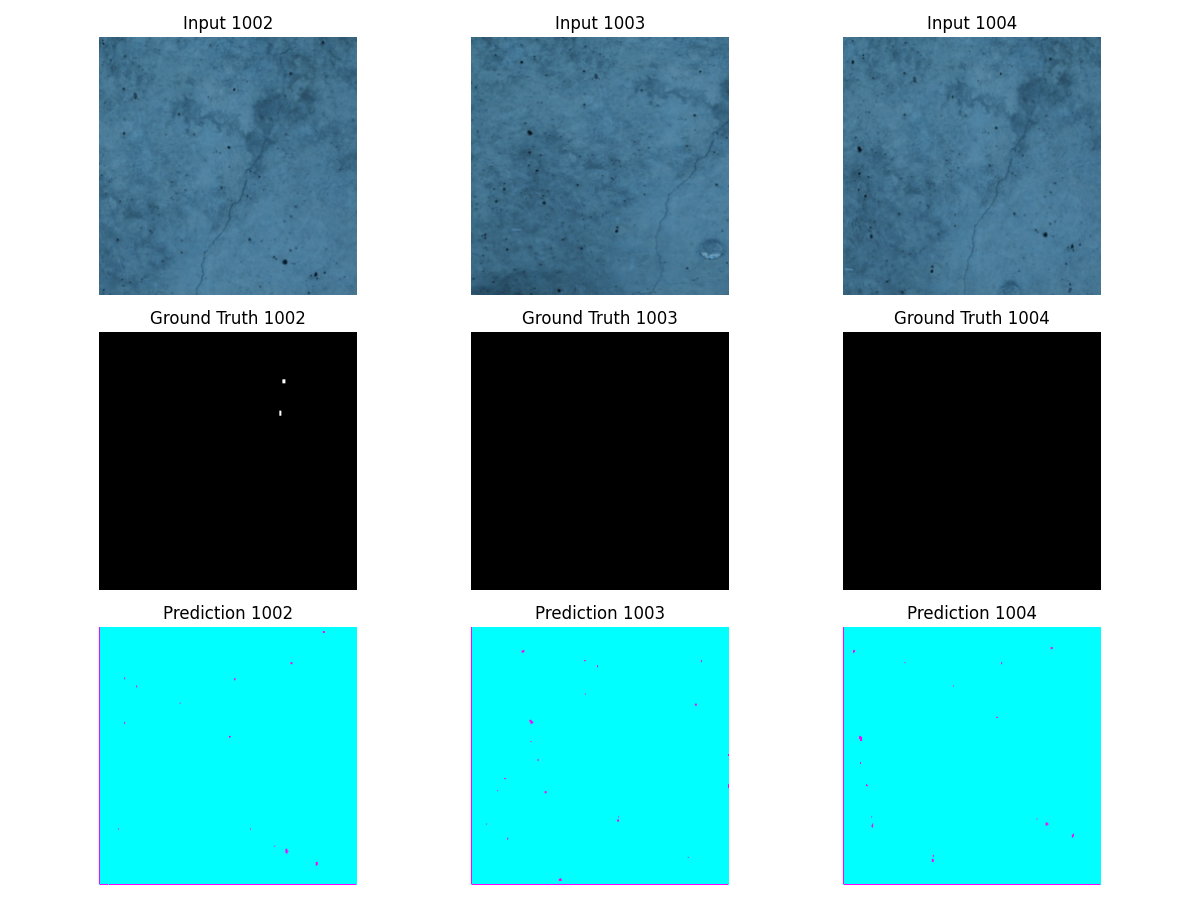 Input 1002
Input 1003
Input 1004
Ground Truth 1002
Ground Truth 1003
Ground Truth 1004
Prediction 1002
Prediction 1003
Prediction 1004